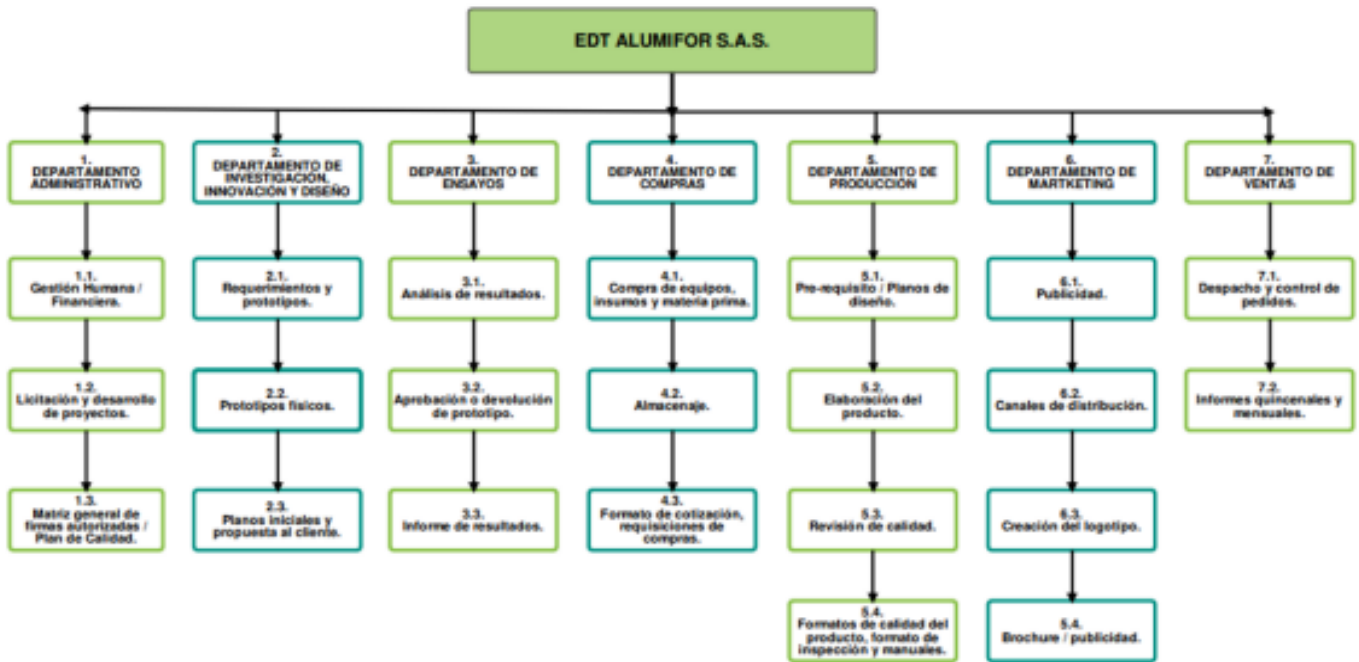 EDT ALUMIFOR S.A.S.
1.
DEPARTAMENTO
ADMINISTRATIVO
2.
DEPARTAMENTO DE
INVESTIGACIÓN,
INNOVACIÓN Y DISEÑO
3.
DEPARTAMENTO DE
ENSAYOS
4.
DEPARTAMENTO DE
COMPRAS
5.
DEPARTAMENTO DE
PRODUCCIÓN
6.
DEPARTAMENTO DE
MARTKETING
7.
DEPARTAMENTO DE
VENTAS
1.1.
Gestión Humana /
Financiera.
2.1.
Requerimientos y
prototipos.
3.1.
Análisis de resultados.
4.1.
Compra de equipos,
insumos y materia prima.
5.1.
Pre-requisito / Planos de
diseño.
6.1.
Publicidad.
7.1.
Despacho y control de
pedidos.
1.2.
Licitación y desarrollo
de proyectos.
2.2.
Prototipos físicos.
3.2.
Aprobación o devolución
de prototipo.
4.2.
Almacenaje.
5.2.
Elaboración del
producto.
6.2.
Canales de distribución.
7.2.
Informes quincenales y
mensuales.
1.3.
Matriz general de
firmas autorizadas /
Plan de Calidad.
2.3.
Planos iniciales y
propuesta al cliente.
3.3.
Informe de resultados.
4.3.
Formato de cotización,
requisiciones de
compras.
5.3.
Revisión de calidad.
6.3.
Creación del logotipo.
5.4.
Formatos de calidad del
producto, formato de
inspección y manuales.
5.4.
Brochure / publicidad.